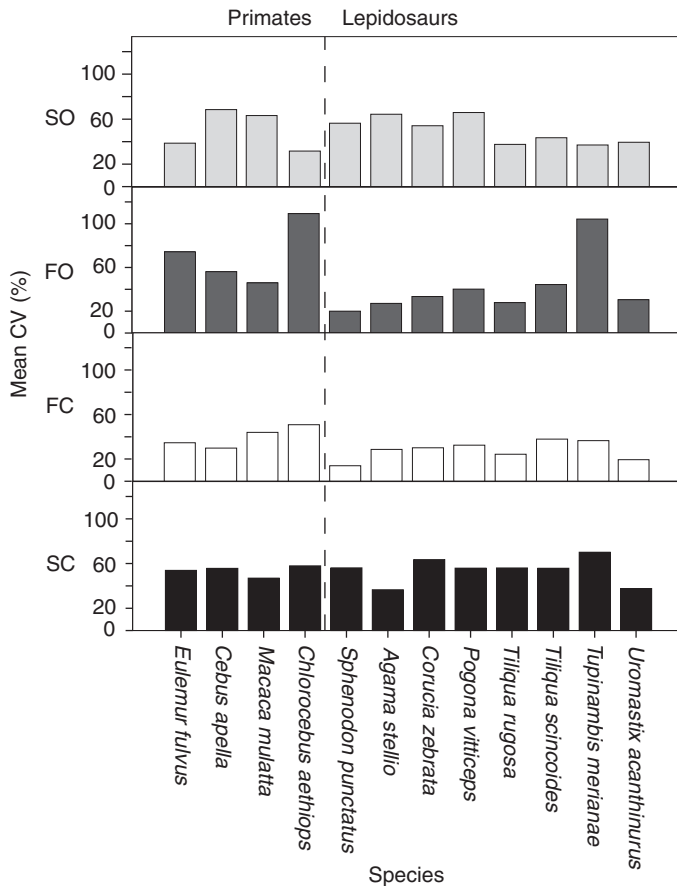 Primates Lepidosaurs
Mean CV (%)
SO
100
60
20
0
FO
100
60
20
0
FC
100
60
20
0
SC
100
60
20
0
Eulemur fulvus
Cebus apella
Macaca mulatta
Chlorocebus aethiops
Sphenodon punctatus
Agama stellio
Corucia zebrata
Pogona vitticeps
Tiliqua rugosa
Tiliqua scincoides
Tupinambis merianae
Uromastix acanthinurus
Species